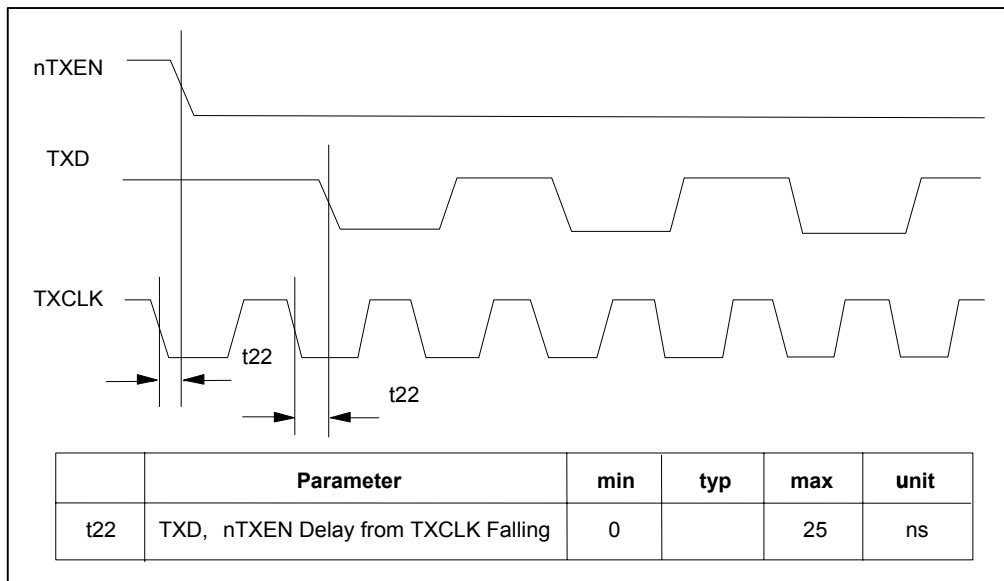 nTXEN
TXD
TXCLK
t22
t22
Parameter min typ max unit
t22 TXD, nTXEN Delay from TXCLK Falling 0 25 ns